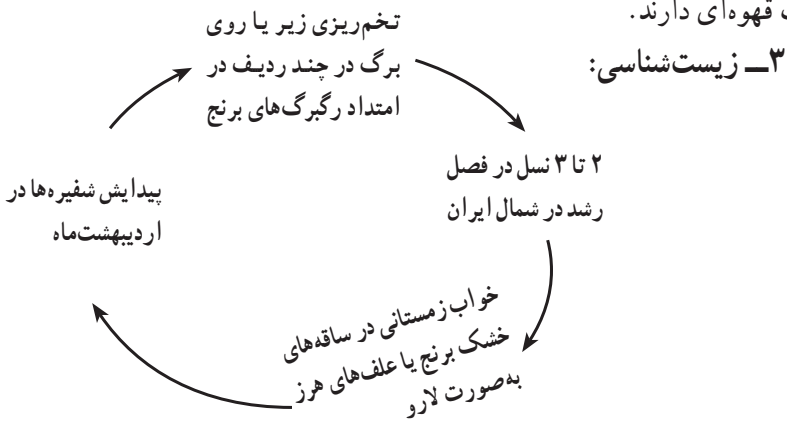 قهوه‌ای دارند.
۳ــ زیست‌شناسی:
تخم‌ریزی زیر یا روی
برگ در چند ردیف در
امتداد رگبرگ‌های برنج
۲ تا ۳ نسل در فصل
رشد در شمال ایران
خواب زمستانی در ساقه‌های
خشک برنج یا علف‌های هرز
به‌صورت لارو
پیدایش شفیره‌ها در
اردیبهشت‌ماه